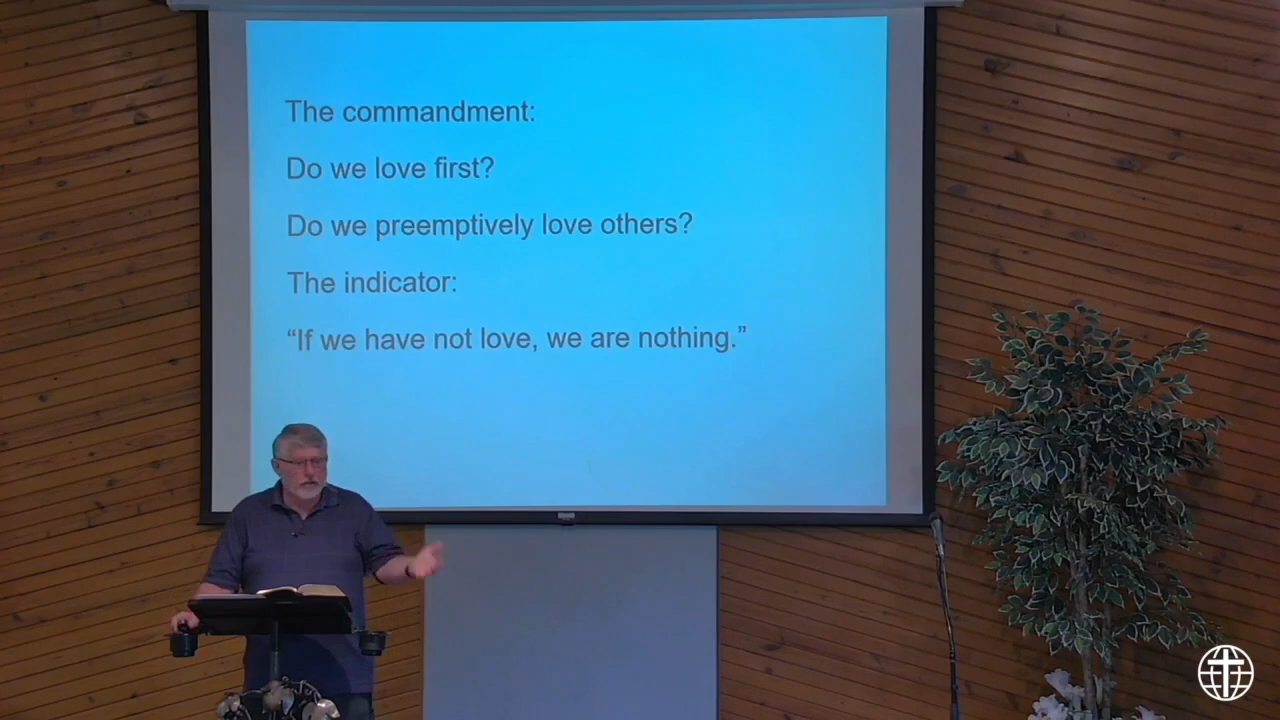 The commandment:
Do we love first?
Do we preemptively love others?
The indicator:
“If we have not love, we are nothing.”